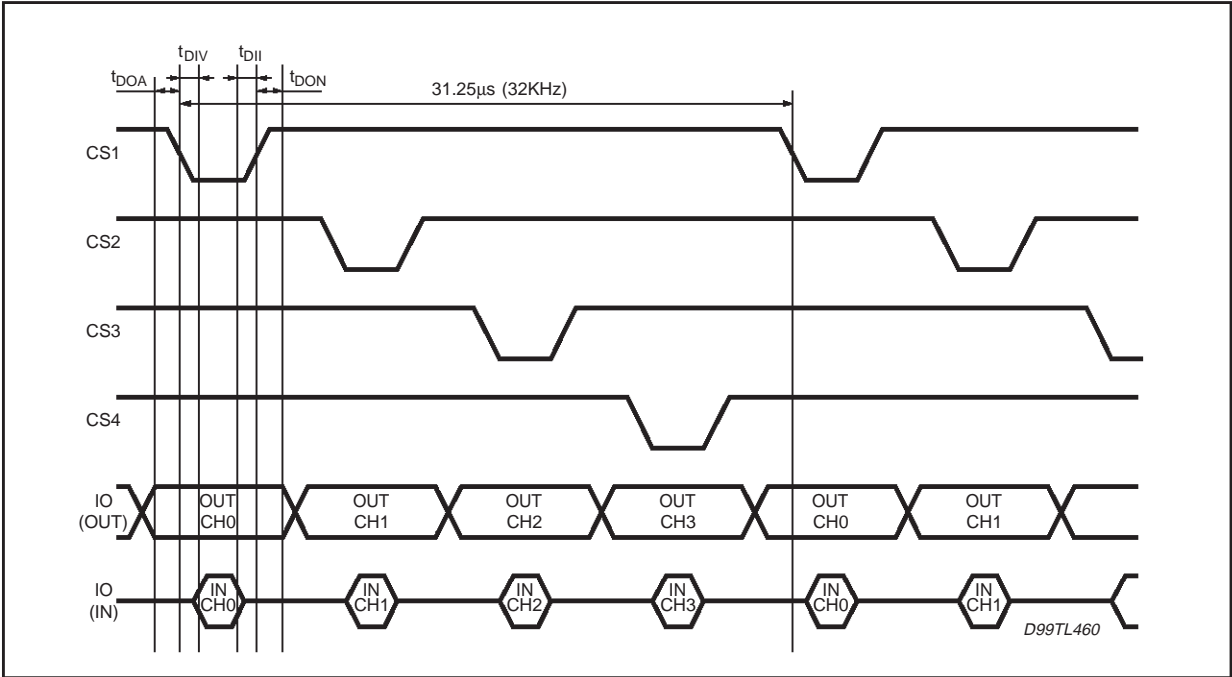 tDIV
tDII
tDOA
tDON
31.25µs (32KHz)
CS1
CS2
CS3
CS4
IO
(OUT)
OUT
CH0
OUT
CH1
OUT
CH2
OUT
CH3
OUT
CH0
OUT
CH1
IO
(IN)
IN
CH0
IN
CH1
IN
CH2
IN
CH3
IN
CH0
IN
CH1
D99TL460